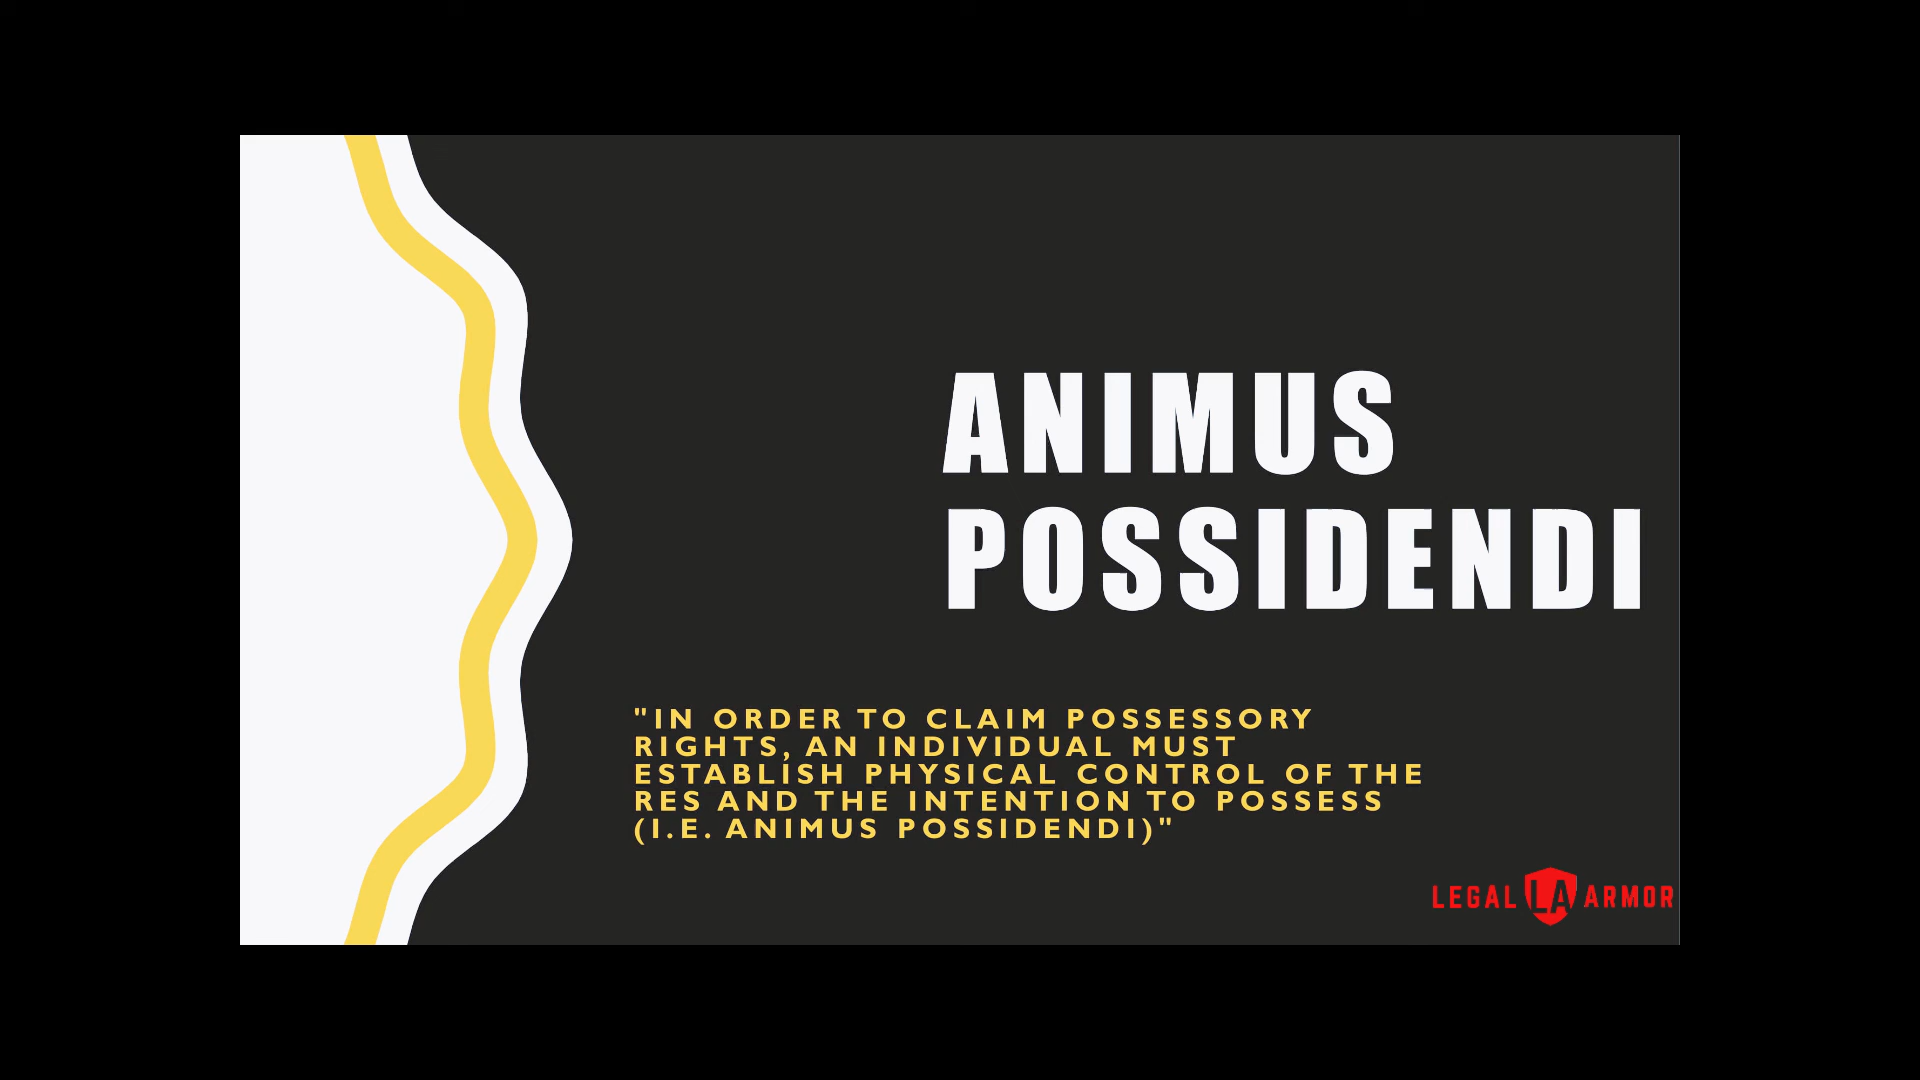 ANIMUS
POSSIDENDI
"IN ORDER TO CLAIM POSSESSORY
RIGHTS, AN INDIVIDUAL MUST
ESTABLISH PHYSICAL CONTROL OF THE
RES AND THE INTENTION TO POSSESS
(I.E. ANIMUS POSSIDENDI)"
LEGAL LA ARMOR